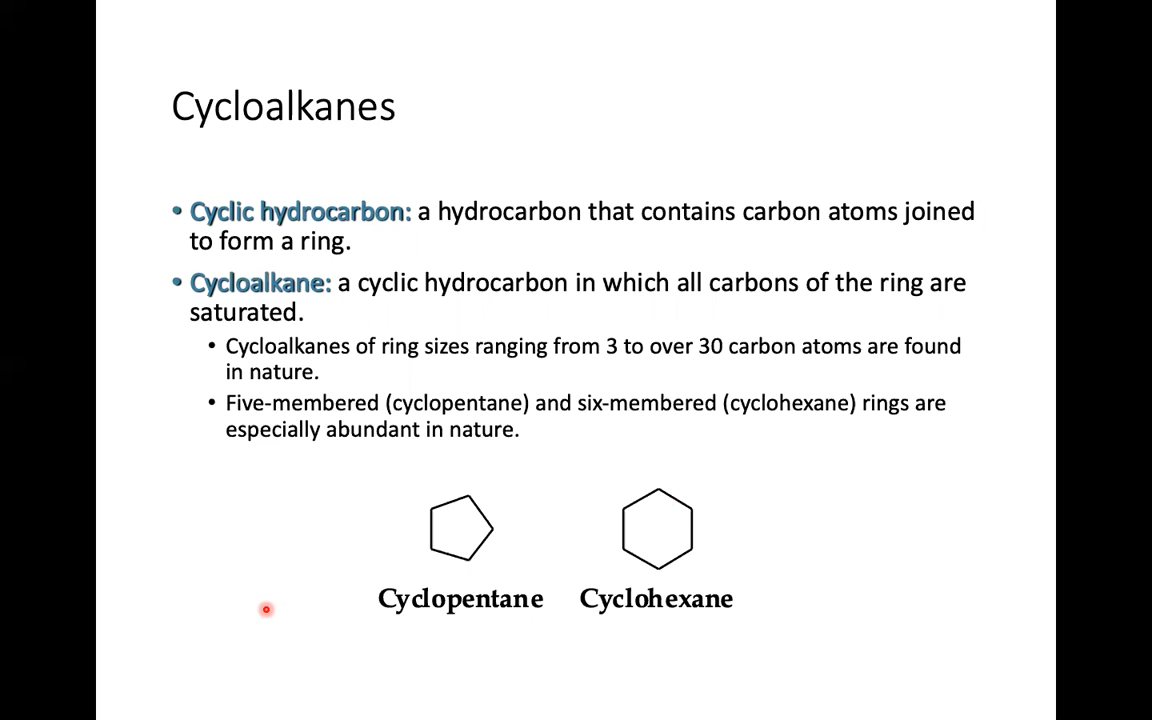 Cycloalkanes
• Cyclic hydrocarbon: a hydrocarbon that contains carbon atoms joined
to form a ring.
• Cycloalkane: a cyclic hydrocarbon in which all carbons of the ring are
saturated.
• Cycloalkanes of ring sizes ranging from 3 to over 30 carbon atoms are found
in nature.
• Five-membered (cyclopentane) and six-membered (cyclohexane) rings are
especially abundant in nature.
Cyclopentane Cyclohexane